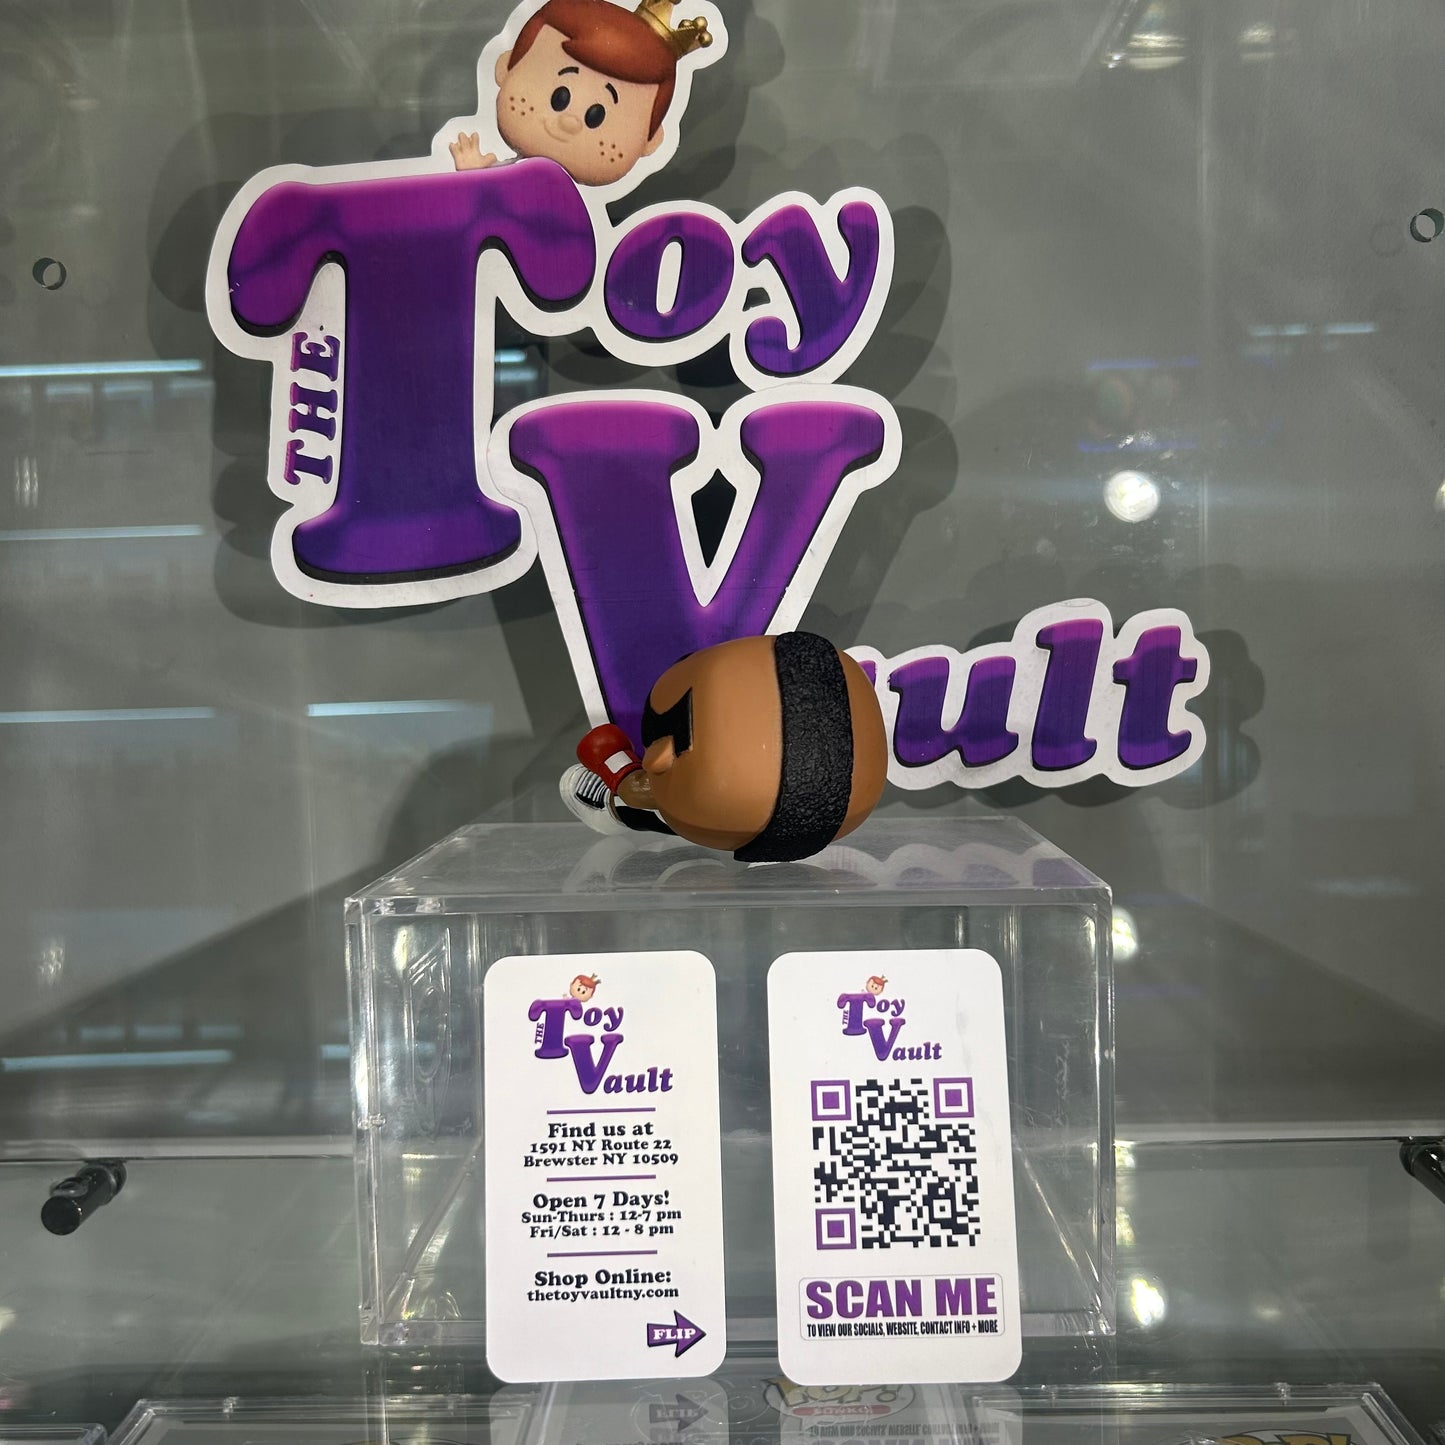 THE
Toy
Vault
THE
Toy
Vault
Find us at
1591 NY Route 22
Brewster NY 10509
Open 7 Days!
Sun-Thurs : 12-7 pm
Fri/Sat : 12 - 8 pm
Shop Online:
thetoyvaultny.com
FLIP
THE
Toy
Vault
SCAN ME
TO VIEW OUR SOCIALS, WEBSITE, CONTACT INFO + MORE